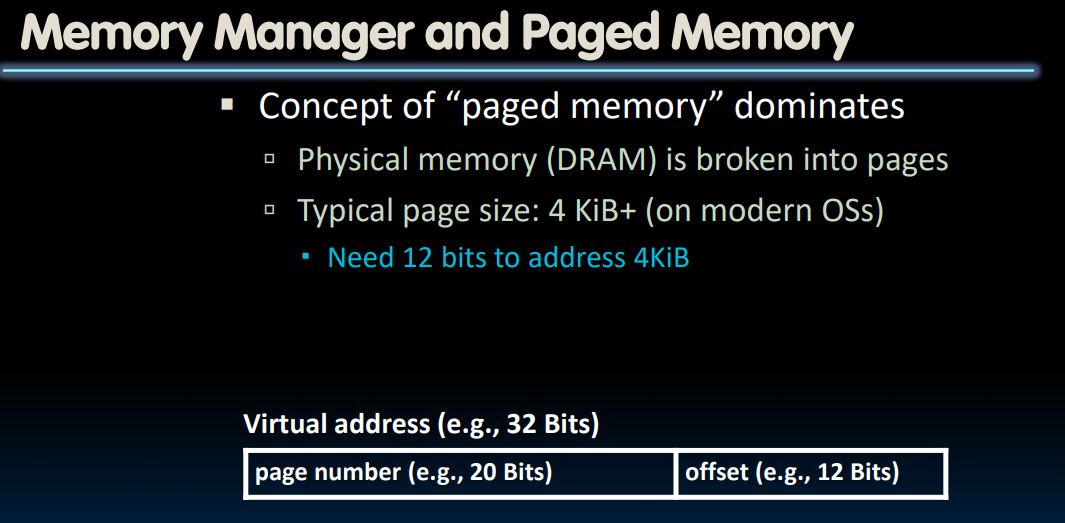 Memory Manager and Paged Memory
Concept of “paged memory” dominates
Physical memory (DRAM) is broken into pages
Typical page size: 4 KiB+ (on modern OSs)
Need 12 bits to address 4KiB
Virtual address (e.g., 32 Bits)
page number (e.g., 20 Bits) offset (e.g., 12 Bits)